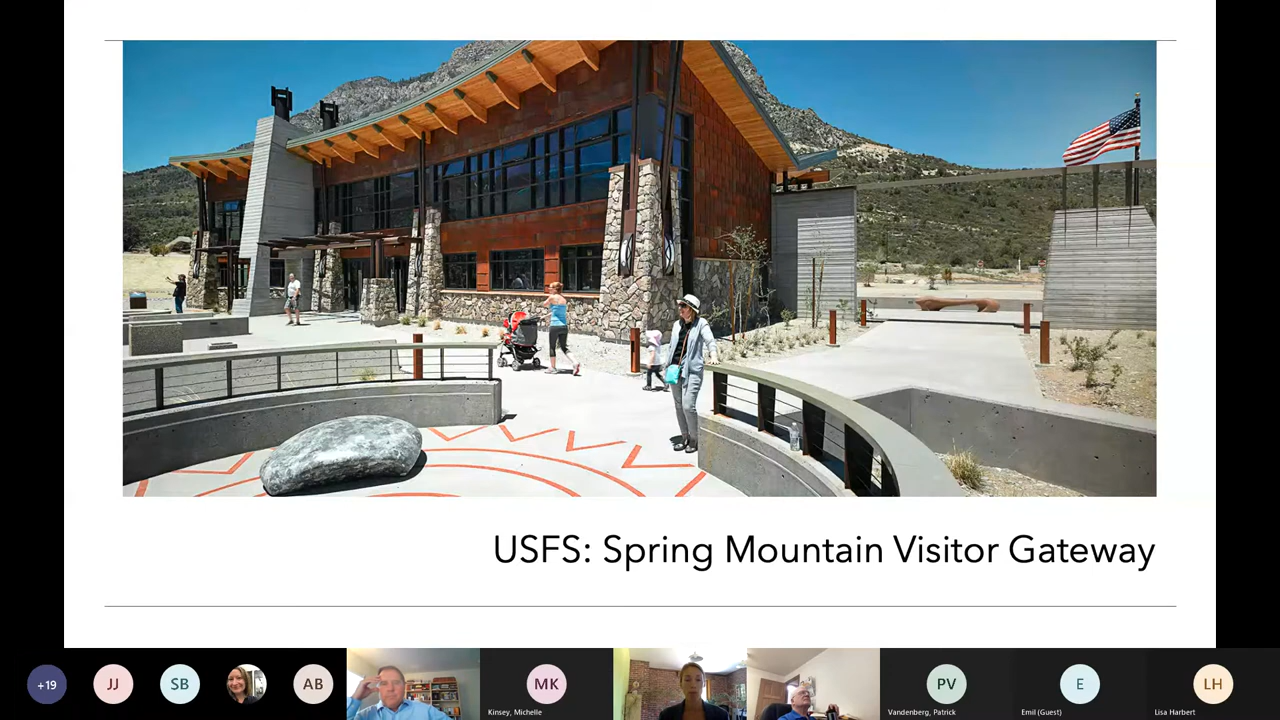 USFS: Spring Mountain Visitor Gateway
+19
JJ
SB
AB
MK
Kinsey, Michelle
PV
Vandenberg, Patrick
E
Emil (Guest)
LH
Lisa Harbert